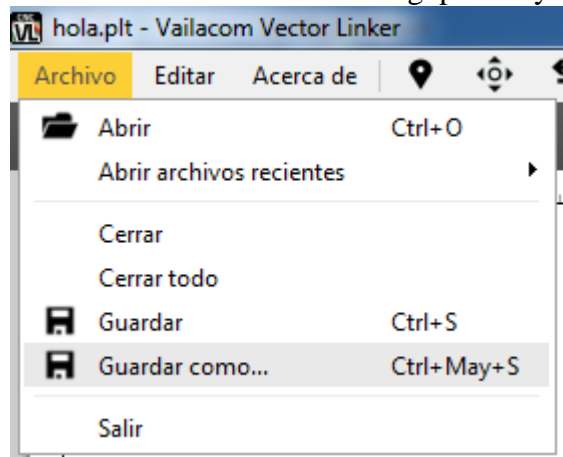 hola.plt - Vailacom Vector Linker
Archivo Editar Acerca de
Abrir Ctrl+O
Abrir archivos recientes
Cerrar
Cerrar todo
Guardar Ctrl+S
Guardar como... Ctrl+May+S
Salir